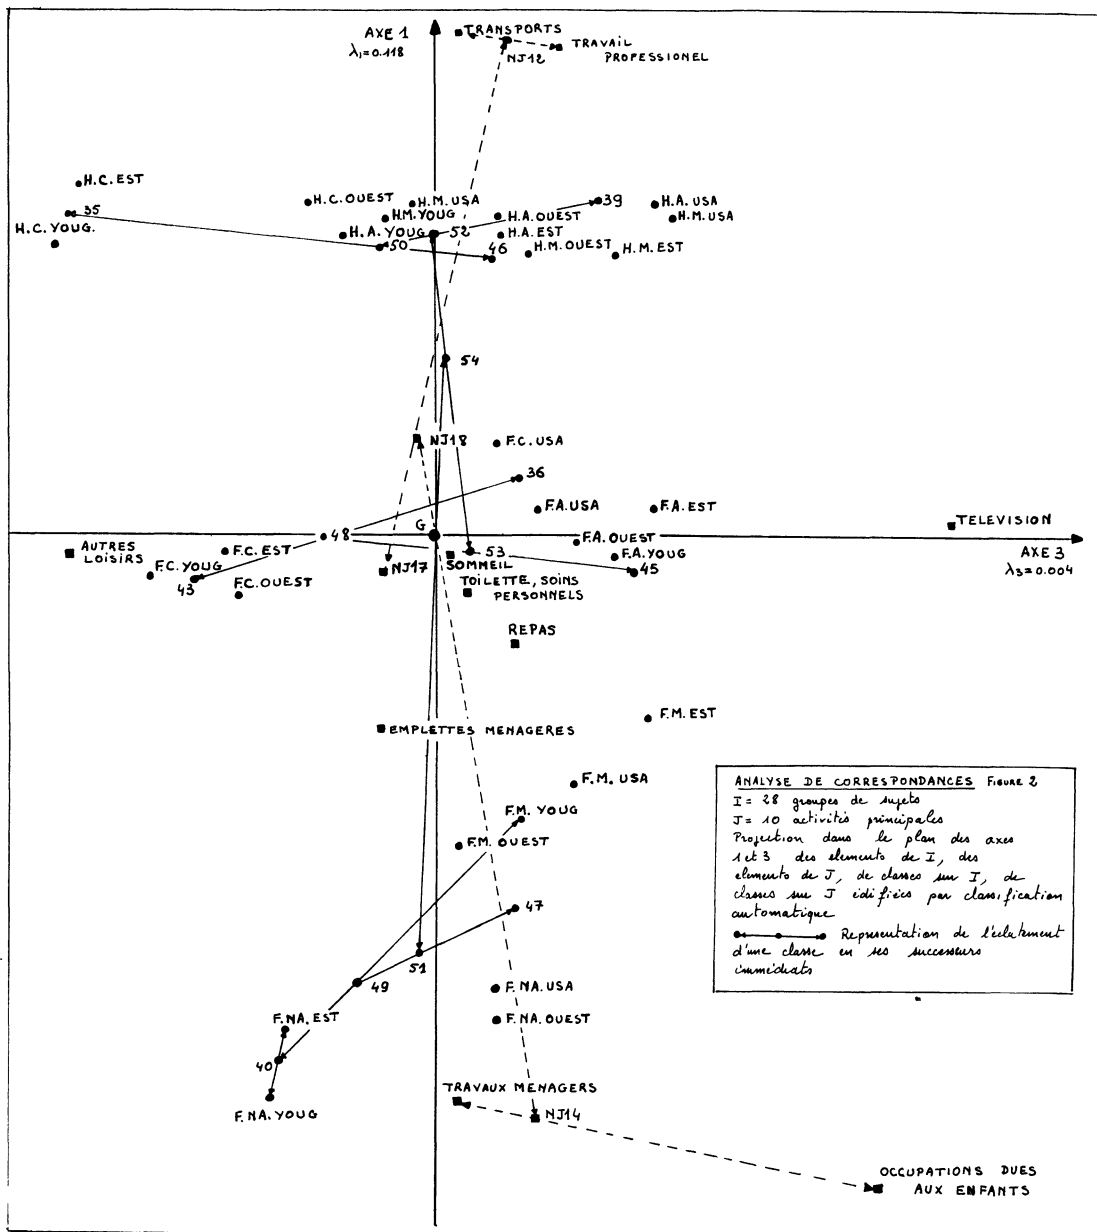 AXE 1
λ₁=0.118
TRANSPORTS
NJ12
TRAVAIL
PROFESSIONEL
H.C. EST
35
H.C. YOUG.
H.C. OUEST
H.M. USA
H.M. YOUG
H.A. YOUG
50
52
39
H.A. OUEST
H.A. EST
46
H.M. OUEST
H.M. EST
H.A. USA
H.M. USA
54
NJ18
F.C. USA
36
F.A. USA
F.A. EST
G
48
TELEVISION
AXE 3
λ₃=0.004
AUTRES
LOISIRS
F.C. EST
F.C. YOUG
43
F.C. OUEST
NJ17
53
SOMMEIL
TOILETTE, SOINS
PERSONNELS
F.A. OUEST
F.A. YOUG
45
REPAS
F.M. EST
EMPLETTES MENAGERES
F.M. USA
F.M. YOUG
F.M. OUEST
47
51
49
F.NA. USA
F.NA. OUEST
F.NA. EST
40
F.NA. YOUG
TRAVAUX MENAGERS
NJ14
OCCUPATIONS DUES
AUX ENFANTS
ANALYSE DE CORRESPONDANCES FIGURE 2
I = 28 groupes de sujets
J = 10 activités principales
Projection dans le plan des axes
1 et 3 des elements de I, des
elements de J, de classes sur I, de
classes sur J édifiées par classification
automatique
Representation de l'éclatement
d'une classe en ses successeurs
immédiats